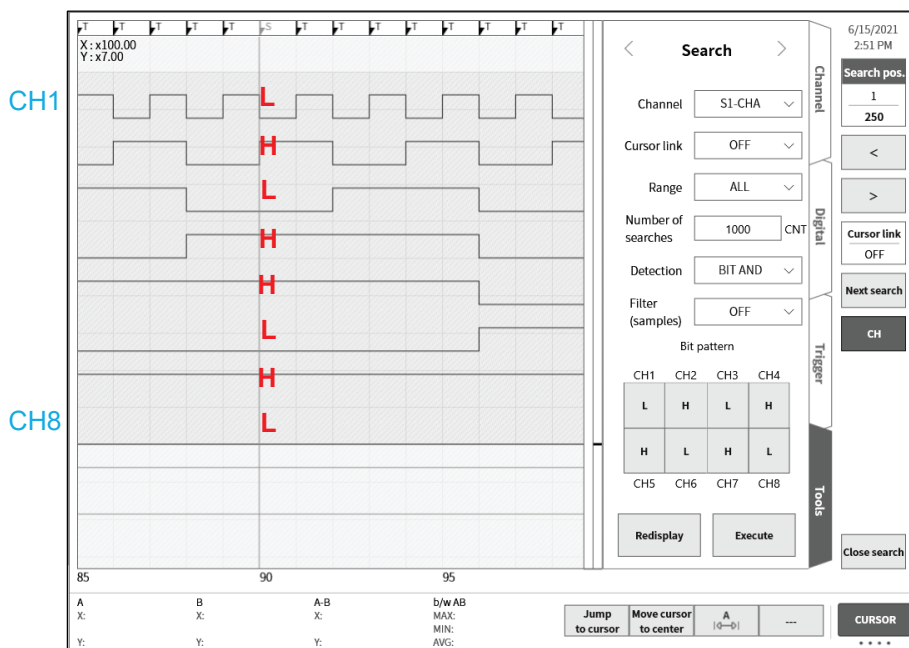 T T T T T S T T T T T T T T
X : x100.00
Y : x7.00
CH1
L
H
L
H
H
L
H
CH8
L
85
90
95
Search
Channel
S1-CHA
Cursor link
OFF
Range
ALL
Number of
searches
1000
CNT
Detection
BIT AND
Filter
(samples)
OFF
Bit pattern
CH1 CH2 CH3 CH4
L H L H
H L H L
CH5 CH6 CH7 CH8
Redisplay
Execute
Channel
Digital
Trigger
Tools
6/15/2021
2:51 PM
Search pos.
1
250
<
>
Cursor link
OFF
Next search
CH
Close search
A B A-B b/w AB
X: X: X: MAX:
MIN:
Y: Y: Y: AVG:
Jump
to cursor
Move cursor
to center
A
---
CURSOR